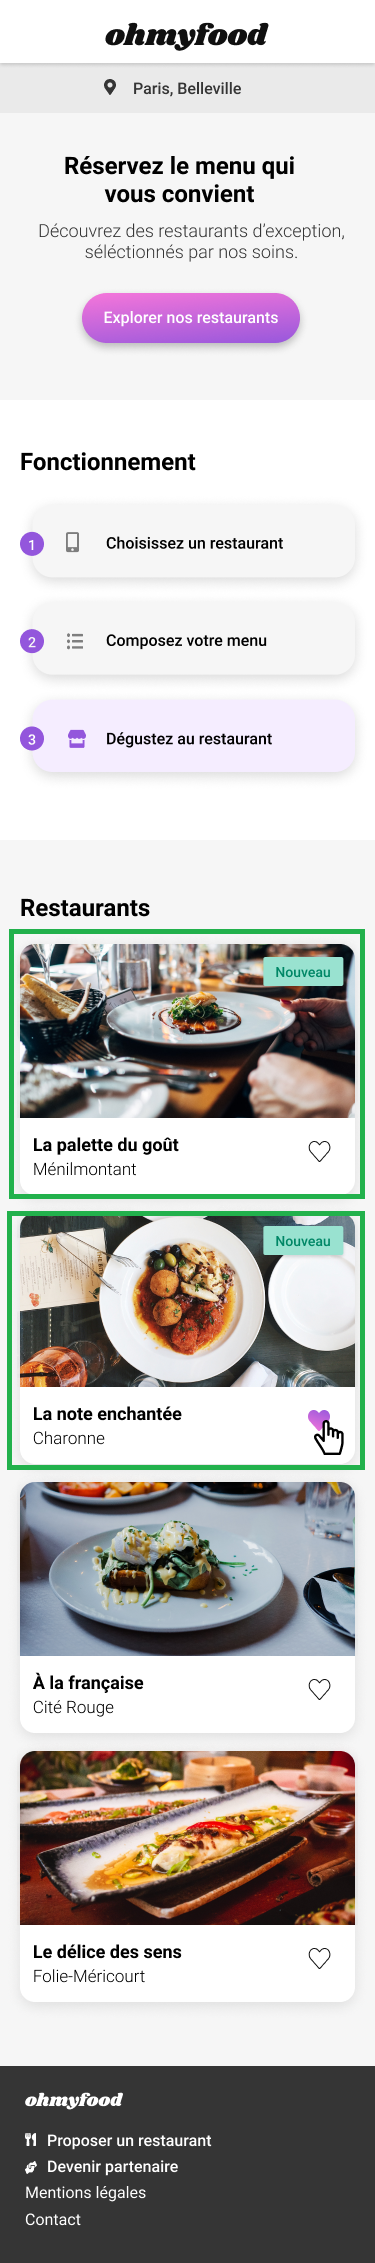 ohmyfood
Paris, Belleville
Réservez le menu qui
vous convient
Découvrez des restaurants d’exception,
séléctionnés par nos soins.
Explorer nos restaurants
Fonctionnement
1 Choisissez un restaurant
2 Composez votre menu
3 Dégustez au restaurant
Restaurants
Nouveau
La palette du goût
Ménilmontant
Nouveau
La note enchantée
Charonne
À la française
Cité Rouge
Le délice des sens
Folie-Méricourt
ohmyfood
Proposer un restaurant
Devenir partenaire
Mentions légales
Contact